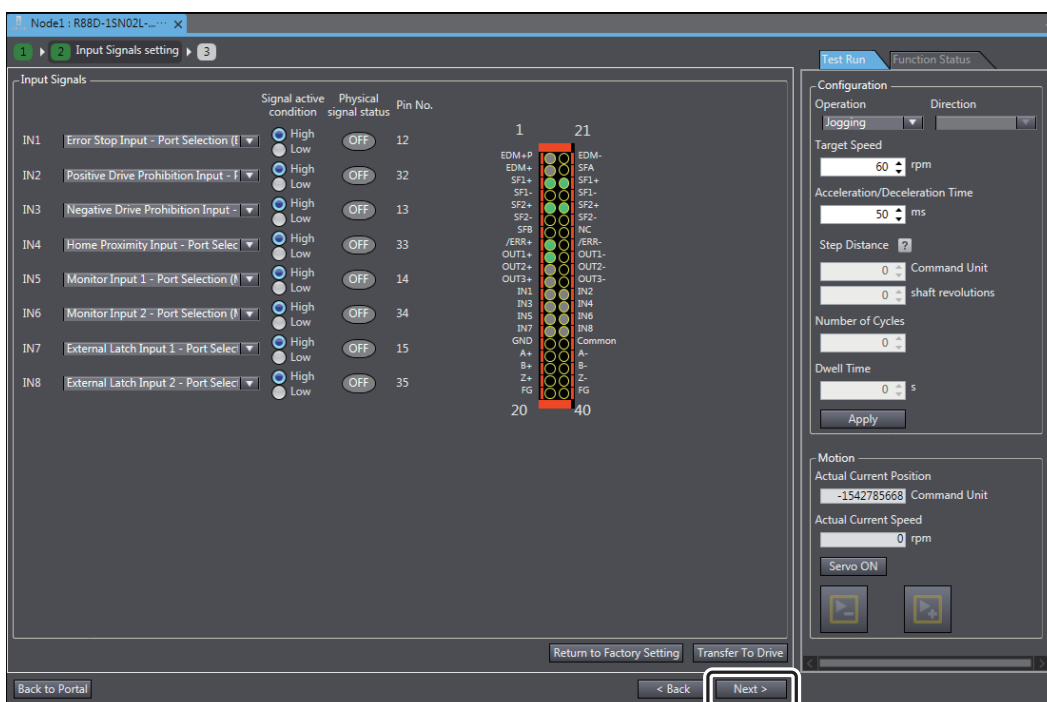 Node1 : R88D-1SN02L-...··· ×
1 2 Input Signals setting 3
Input Signals
Signal active condition Physical signal status Pin No.
IN1 Error Stop Input - Port Selection (E High Low OFF 12
IN2 Positive Drive Prohibition Input - P High Low OFF 32
IN3 Negative Drive Prohibition Input - High Low OFF 13
IN4 Home Proximity Input - Port Selec High Low OFF 33
IN5 Monitor Input 1 - Port Selection (M High Low OFF 14
IN6 Monitor Input 2 - Port Selection (M High Low OFF 34
IN7 External Latch Input 1 - Port Select High Low OFF 15
IN8 External Latch Input 2 - Port Select High Low OFF 35
1 21
EDM+P EDM-
EDM+ SFA
SF1+ SF1+
SF1- SF1-
SF2+ SF2+
SF2- SF2-
SFB NC
/ERR+ /ERR-
OUT1+ OUT1-
OUT2+ OUT2-
OUT3+ OUT3-
IN1 IN2
IN3 IN4
IN5 IN6
IN7 IN8
GND Common
A+ A-
B+ B-
Z+ Z-
FG FG
20 40
Return to Factory Setting Transfer To Drive
Back to Portal < Back Next >
Test Run Function Status
Configuration
Operation Direction
Jogging
Target Speed
60 rpm
Acceleration/Deceleration Time
50 ms
Step Distance ?
0 Command Unit
0 shaft revolutions
Number of Cycles
0
Dwell Time
0 s
Apply
Motion
Actual Current Position
-1542785668 Command Unit
Actual Current Speed
0 rpm
Servo ON